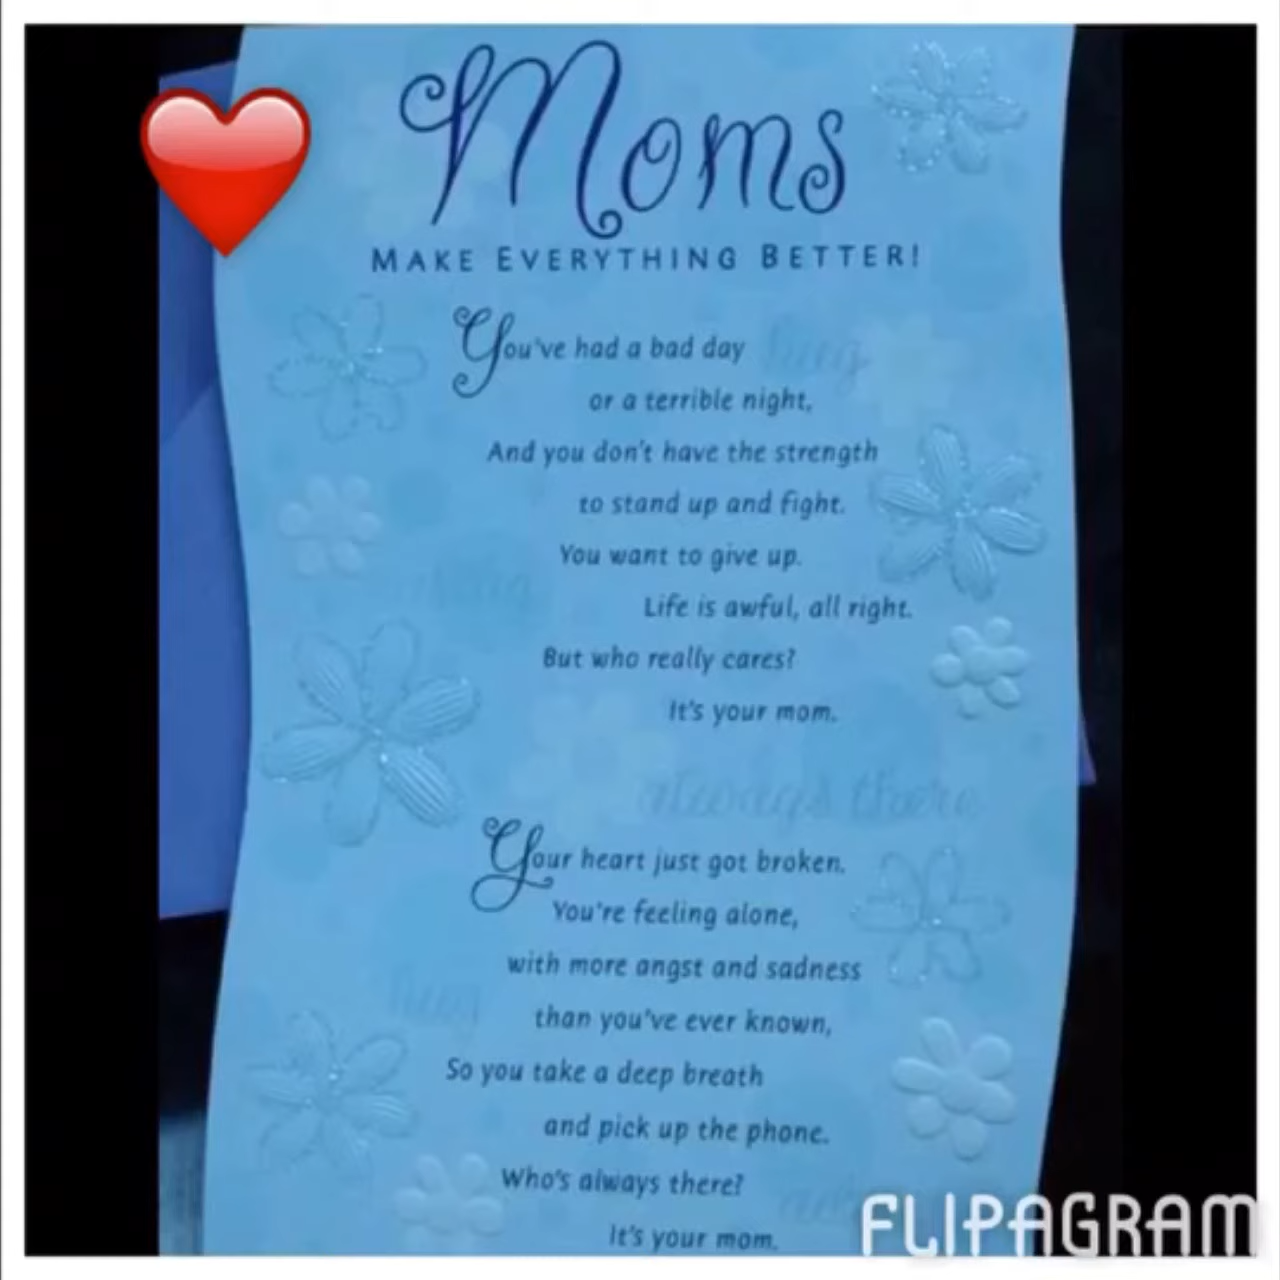 Moms
MAKE EVERYTHING BETTER!
You've had a bad day
hug
or a terrible night,
And you don't have the strength
to stand up and fight.
You want to give up.
Life is awful, all right.
But who really cares?
It's your mom.
always there
Your heart just got broken.
You're feeling alone,
with more angst and sadness
than you've ever known,
hug
So you take a deep breath
and pick up the phone.
Who's always there?
It's your mom.
FLIPAGRAM